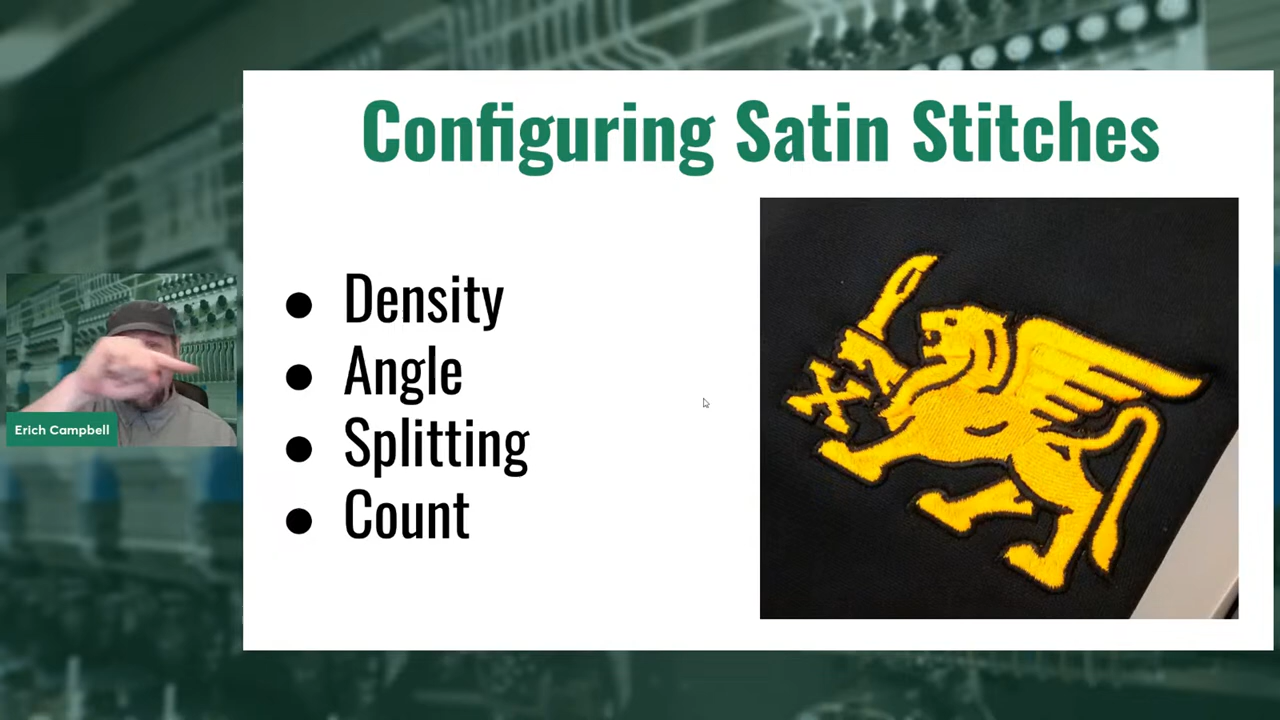 Configuring Satin Stitches
Density
Angle
Splitting
Count
Erich Campbell